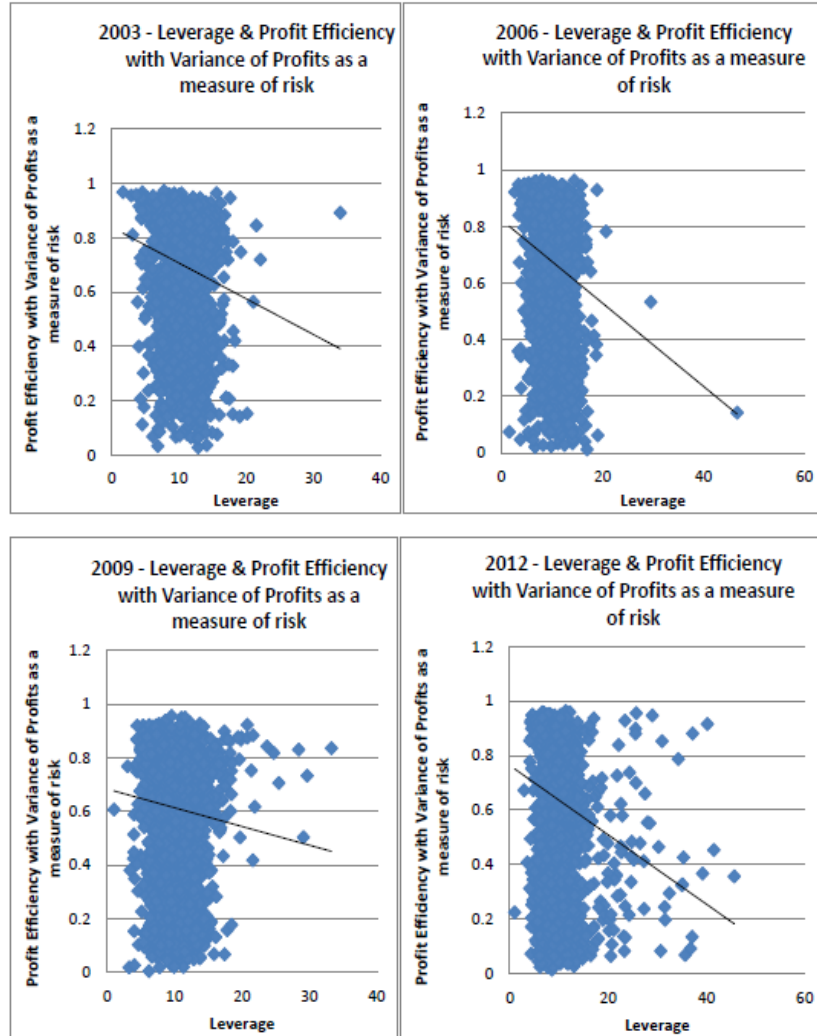 2003 - Leverage & Profit Efficiency
with Variance of Profits as a
measure of risk
Profit Efficiency with Variance of Profits as a
measure of risk
1.2
1
0.8
0.6
0.4
0.2
0
0 10 20 30 40
Leverage
2006 - Leverage & Profit Efficiency
with Variance of Profits as a measure
of risk
Profit Efficiency with Variance of Profits as a
measure of risk
1.2
1
0.8
0.6
0.4
0.2
0
0 20 40 60
Leverage
2009 - Leverage & Profit Efficiency
with Variance of Profits as a
measure of risk
Profit Efficiency with Variance of Profits as a
measure of risk
1.2
1
0.8
0.6
0.4
0.2
0
0 10 20 30 40
Leverage
2012 - Leverage & Profit Efficiency
with Variance of Profits as a measure
of risk
Profit Effidency with Variance of Profits as a
measure of risk
1.2
1
0.8
0.6
0.4
0.2
0
0 20 40 60
Leverage